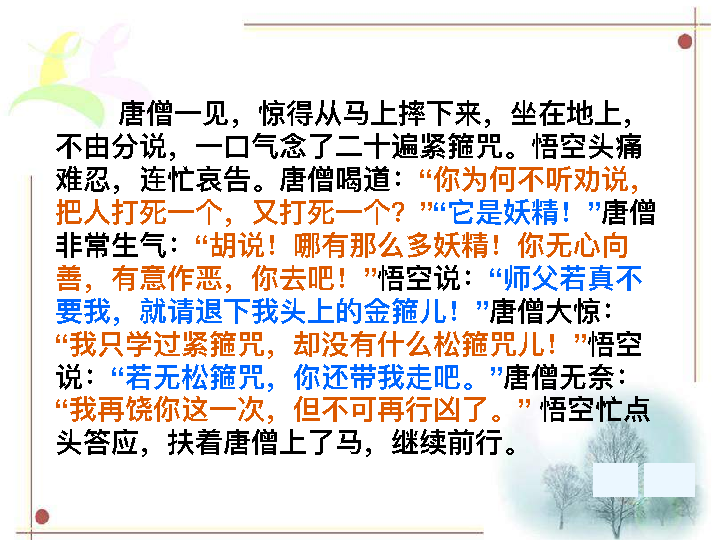 唐僧一见，惊得从马上摔下来，坐在地上，
不由分说，一口气念了二十遍紧箍咒。悟空头痛
难忍，连忙哀告。唐僧喝道：“你为何不听劝说，
把人打死一个，又打死一个？”“它是妖精！”唐僧
非常生气：“胡说！哪有那么多妖精！你无心向
善，有意作恶，你去吧！”悟空说：“师父若真不
要我，就请退下我头上的金箍儿！”唐僧大惊：
“我只学过紧箍咒，却没有什么松箍咒儿！”悟空
说：“若无松箍咒，你还带我走吧。”唐僧无奈：
“我再饶你这一次，但不可再行凶了。” 悟空忙点
头答应，扶着唐僧上了马，继续前行。